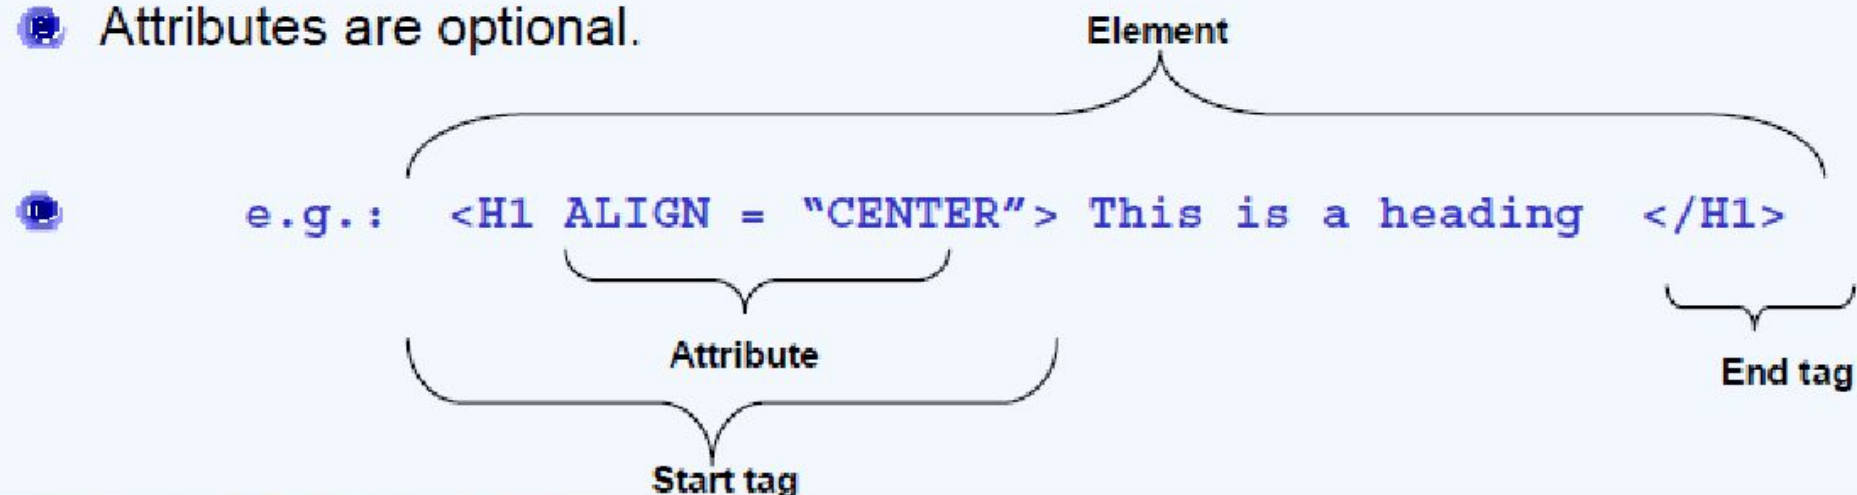 Attributes are optional.
Element
e.g.: <H1 ALIGN = “CENTER”> This is a heading </H1>
Attribute
End tag
Start tag